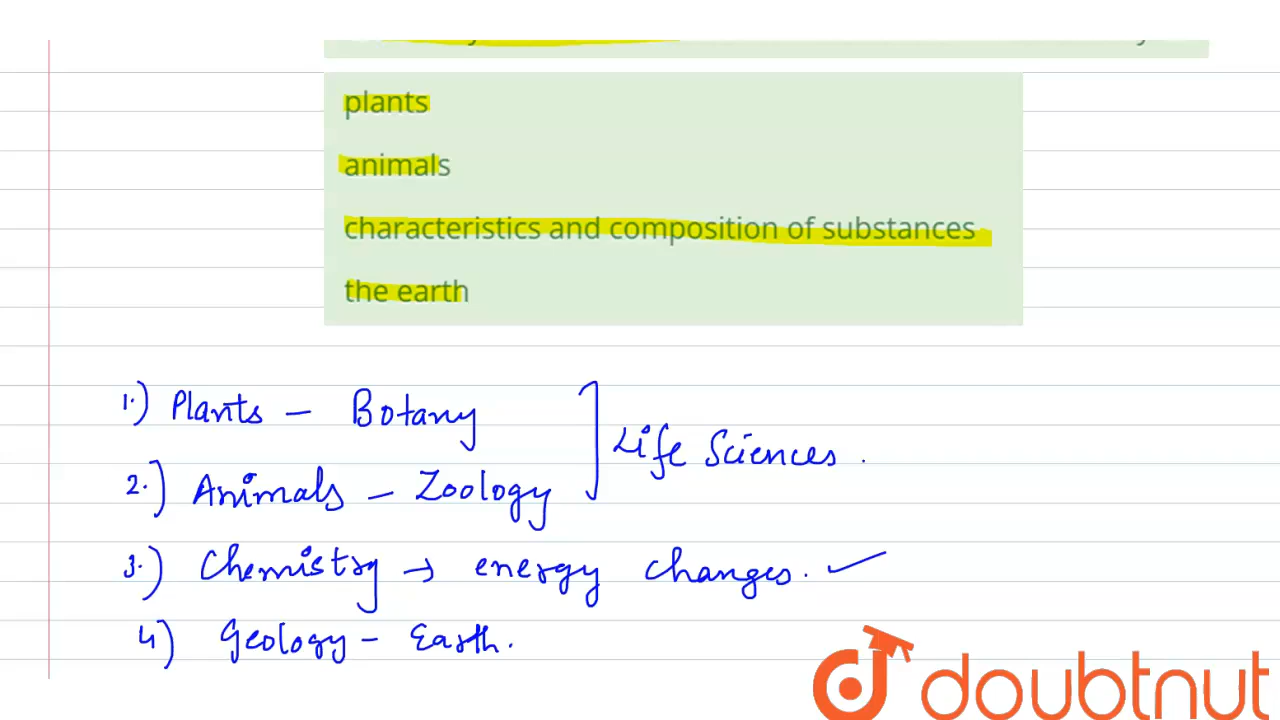 plants
animals
characteristics and composition of substances
the earth
1.) Plants - Botany
2.) Animals - Zoology
] Life Sciences.
3.) Chemistry → energy changes. ✓
4) Geology - Earth.
doubtnut